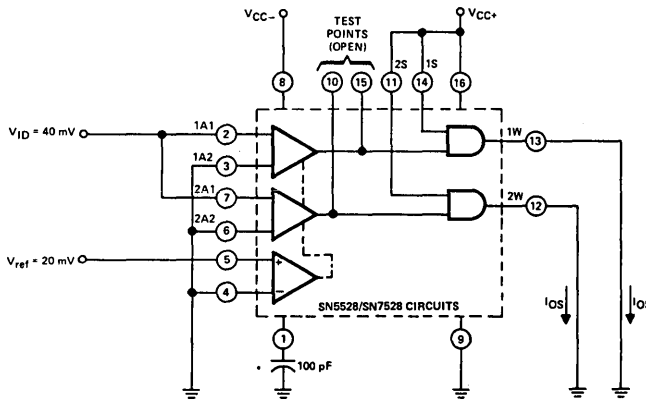 VCC−
TEST
POINTS
(OPEN)
VCC+
2S
1S
8
10
15
11
14
16
VID = 40 mV
1A1
2
1A2
3
1W
13
2A1
7
2A2
6
2W
12
Vref = 20 mV
5
+
4
−
SN5528/SN7528 CIRCUITS
IOS
IOS
1
9
100 pF